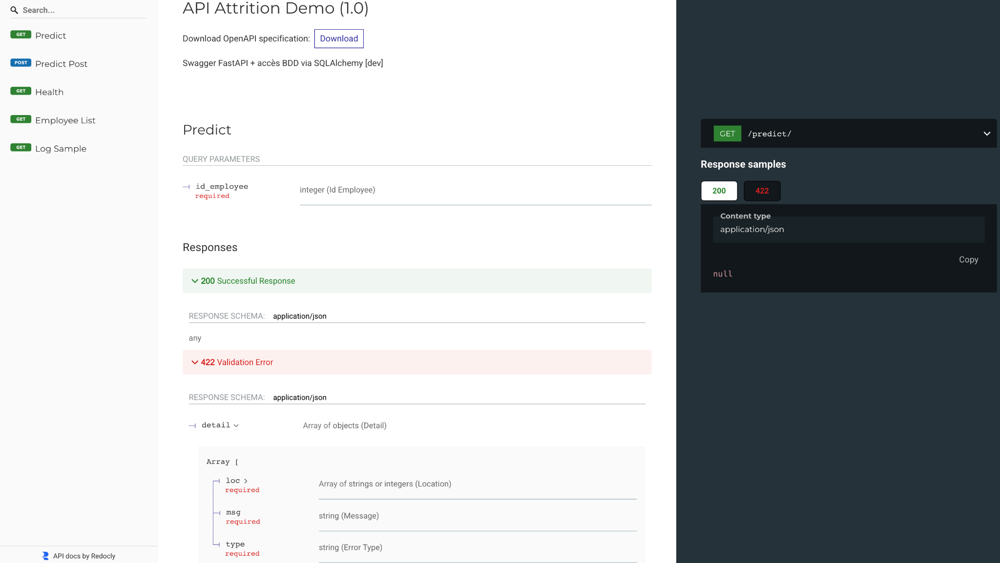 Search...
GET Predict
POST Predict Post
GET Health
GET Employee List
GET Log Sample
API docs by Redocly
API Attrition Demo (1.0)
Download OpenAPI specification: Download
Swagger FastAPI + accès BDD via SQLAlchemy [dev]
Predict
QUERY PARAMETERS
id_employee
required
integer (Id Employee)
Responses
200 Successful Response
RESPONSE SCHEMA: application/json
any
422 Validation Error
RESPONSE SCHEMA: application/json
detail
Array of objects (Detail)
Array [
loc
required
Array of strings or integers (Location)
msg
required
string (Message)
type
required
string (Error Type)
GET /predict/
Response samples
200 422
Content type
application/json
Copy
null